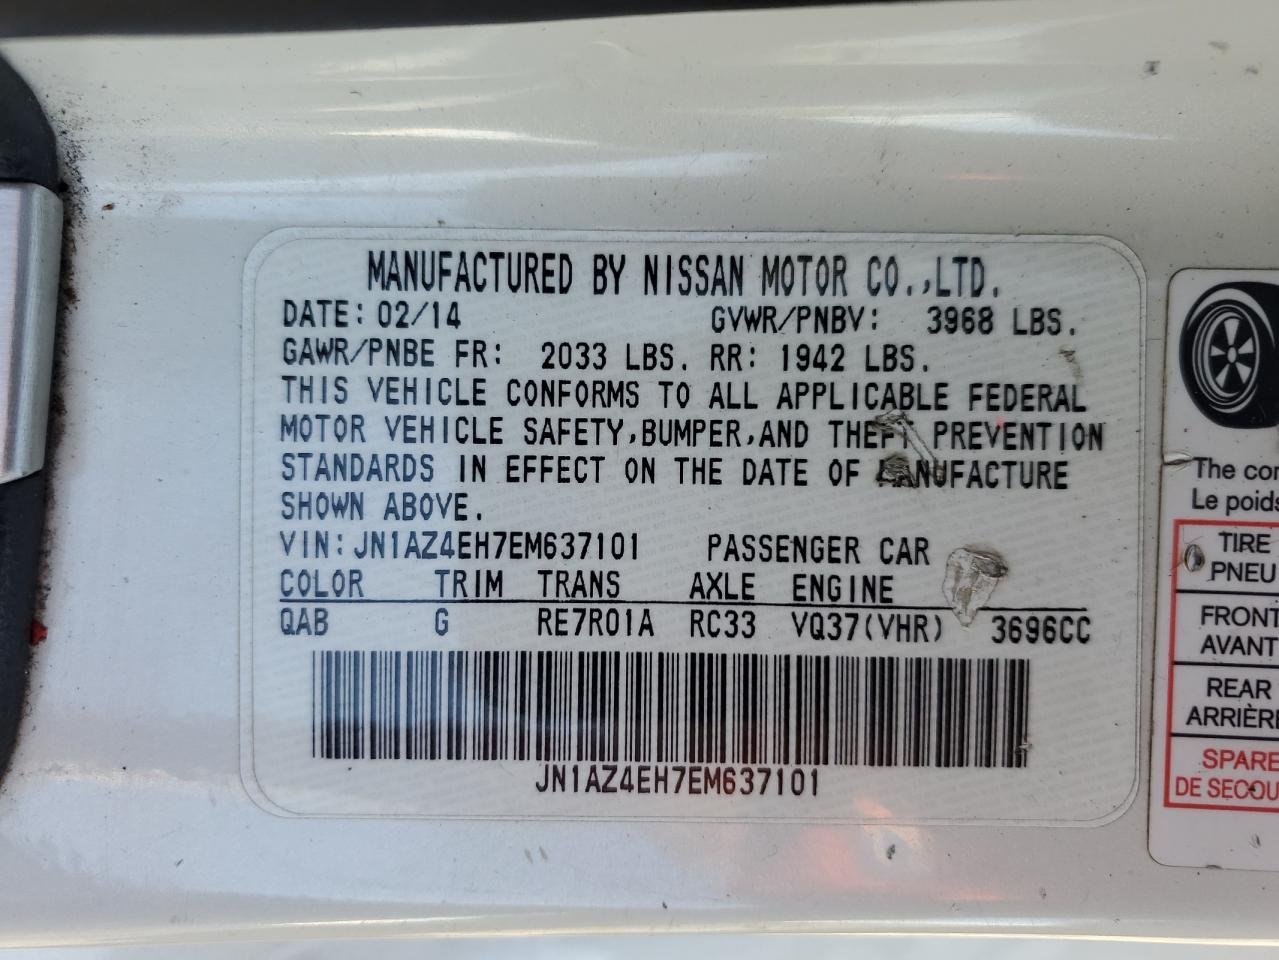 MANUFACTURED BY NISSAN MOTOR CO.,LTD.
DATE: 02/14 GVWR/PNBV: 3968 LBS.
GAWR/PNBE FR: 2033 LBS. RR: 1942 LBS.
THIS VEHICLE CONFORMS TO ALL APPLICABLE FEDERAL
MOTOR VEHICLE SAFETY,BUMPER,AND THEFT PREVENTION
STANDARDS IN EFFECT ON THE DATE OF MANUFACTURE
SHOWN ABOVE.
VIN: JN1AZ4EH7EM637101 PASSENGER CAR
COLOR TRIM TRANS AXLE ENGINE
QAB G RE7R01A RC33 VQ37(VHR) 3696CC
JN1AZ4EH7EM637101
The
Le poids
TIRE
PNEU
FRONT
AVANT
REAR
ARRIÈRE
SPARE
DE